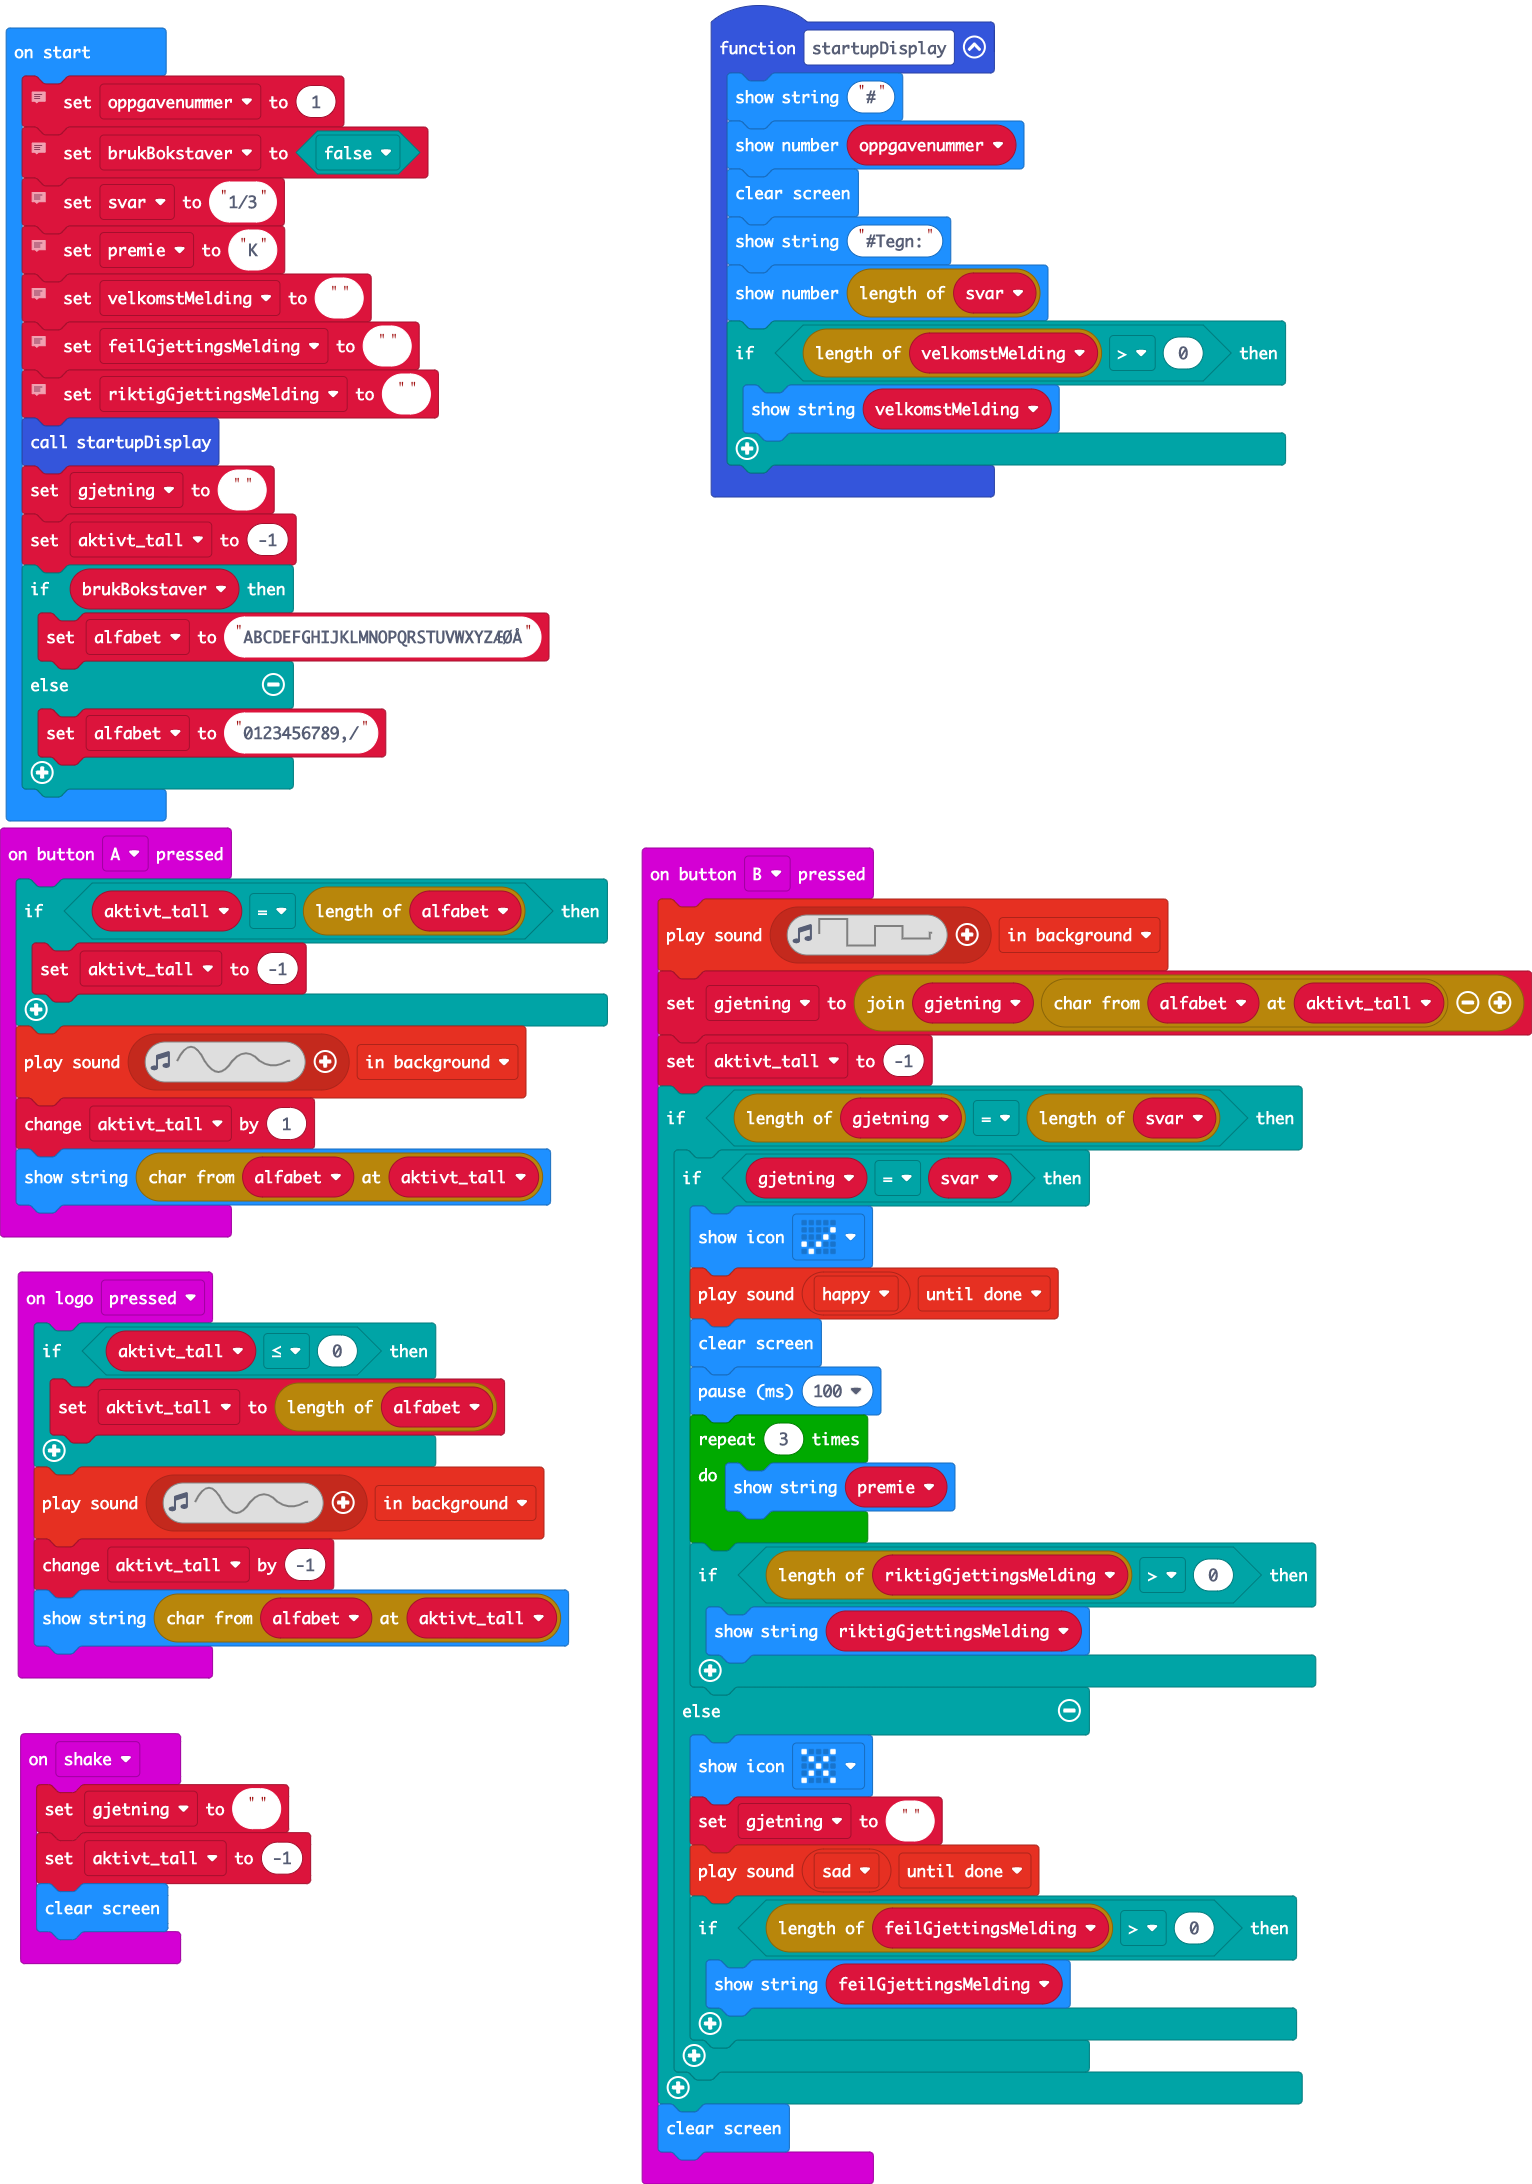 on start
set oppgavenummer to 1
set brukBokstaver to false
set svar to "1/3"
set premie to "K"
set velkomstMelding to " "
set feilGjettingsMelding to " "
set riktigGjettingsMelding to " "
call startupDisplay
set gjetning to " "
set aktivt_tall to -1
if brukBokstaver then
set alfabet to "ABCDEFGHIJKLMNOPQRSTUVWXYZÆØÅ"
else
set alfabet to "0123456789,/"
function startupDisplay
show string "#"
show number oppgavenummer
clear screen
show string "#Tegn:"
show number length of svar
if length of velkomstMelding > 0 then
show string velkomstMelding
on button A pressed
if aktivt_tall = length of alfabet then
set aktivt_tall to -1
play sound in background
change aktivt_tall by 1
show string char from alfabet at aktivt_tall
on logo pressed
if aktivt_tall ≤ 0 then
set aktivt_tall to length of alfabet
play sound in background
change aktivt_tall by -1
show string char from alfabet at aktivt_tall
on shake
set gjetning to " "
set aktivt_tall to -1
clear screen
on button B pressed
play sound in background
set gjetning to join gjetning char from alfabet at aktivt_tall
set aktivt_tall to -1
if length of gjetning = length of svar then
if gjetning = svar then
show icon
play sound happy until done
clear screen
pause (ms) 100
repeat 3 times
do show string premie
if length of riktigGjettingsMelding > 0 then
show string riktigGjettingsMelding
else
show icon
set gjetning to " "
play sound sad until done
if length of feilGjettingsMelding > 0 then
show string feilGjettingsMelding
clear screen